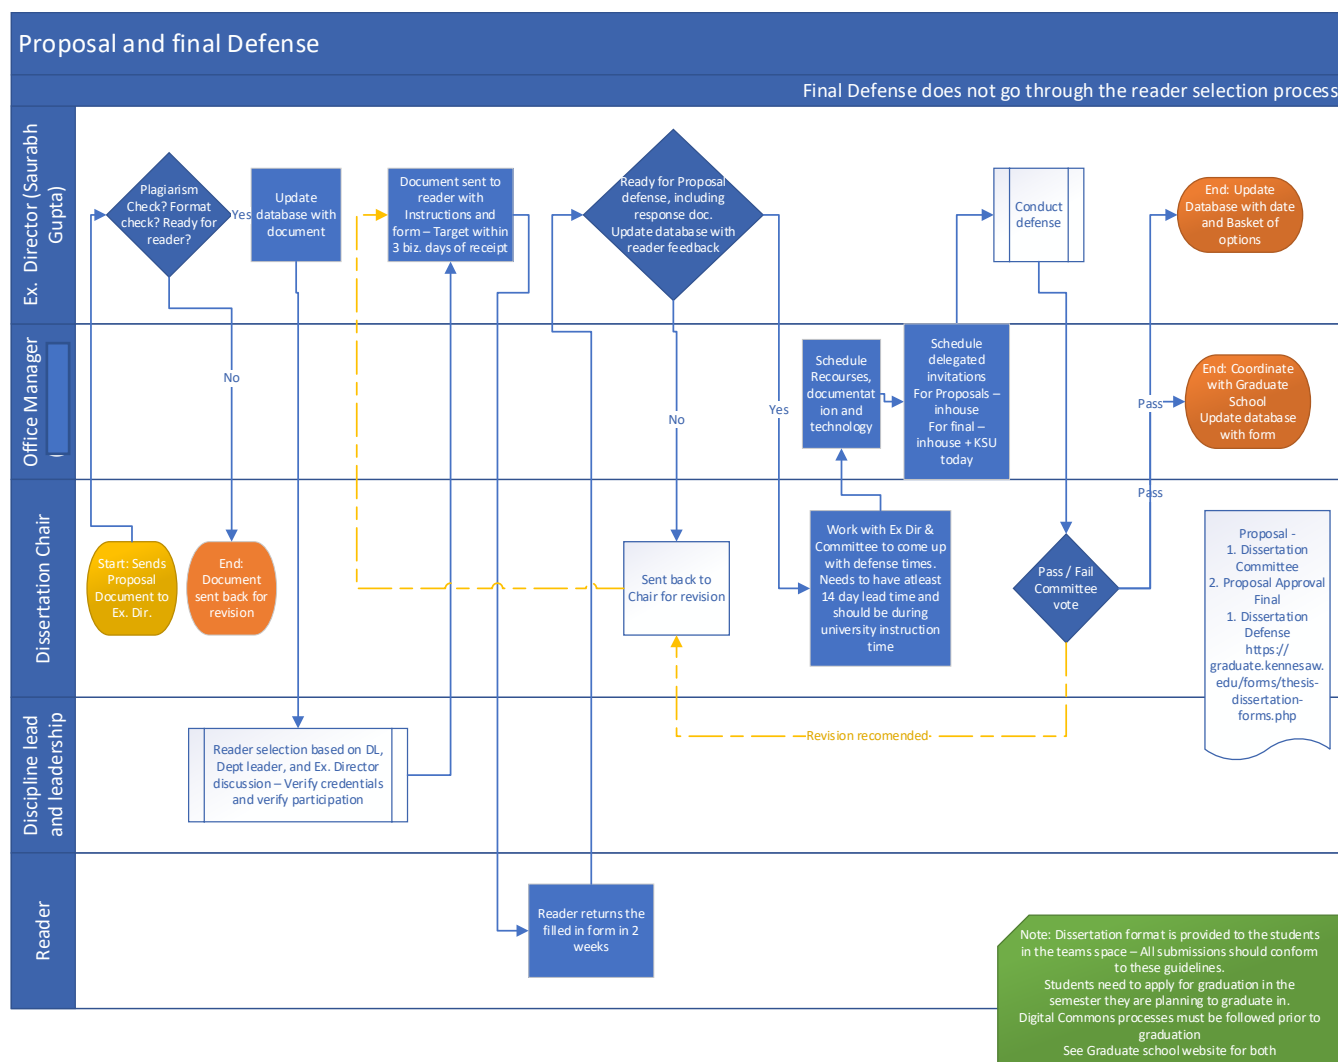 Proposal and final Defense
Final Defense does not go through the reader selection process
Ex. Director (Saurabh
Gupta)
Plagiarism
Check? Format
check? Ready for
reader?
Yes
Update
database with
document
Document sent to
reader with
Instructions and
form – Target within
3 biz. days of receipt
Ready for Proposal
defense, including
response doc.
Update database with
reader feedback
Conduct
defense
End: Update
Database with date
and Basket of
options
Office Manager
(
No
No
Yes
Schedule
Recourses,
documentat
ion and
technology
Schedule
delegated
invitations
For Proposals –
inhouse
For final –
inhouse + KSU
today
Pass
End: Coordinate
with Graduate
School
Update database
with form
Pass
Dissertation Chair
Start: Sends
Proposal
Document to
Ex. Dir.
End:
Document
sent back for
revision
Sent back to
Chair for revision
Work with Ex Dir &
Committee to come up
with defense times.
Needs to have atleast
14 day lead time and
should be during
university instruction
time
Pass / Fail
Committee
vote
Proposal -
1. Dissertation
Committee
2. Proposal Approval
Final
1. Dissertation
Defense
https://
graduate.kennesaw.
edu/forms/thesis-
dissertation-
forms.php
Discipline lead
and leadership
Reader selection based on DL,
Dept leader, and Ex. Director
discussion – Verify credentials
and verify participation
Revision recomended
Reader
Reader returns the
filled in form in 2
weeks
Note: Dissertation format is provided to the students
in the teams space – All submissions should conform
to these guidelines.
Students need to apply for graduation in the
semester they are planning to graduate in.
Digital Commons processes must be followed prior to
graduation
See Graduate school website for both